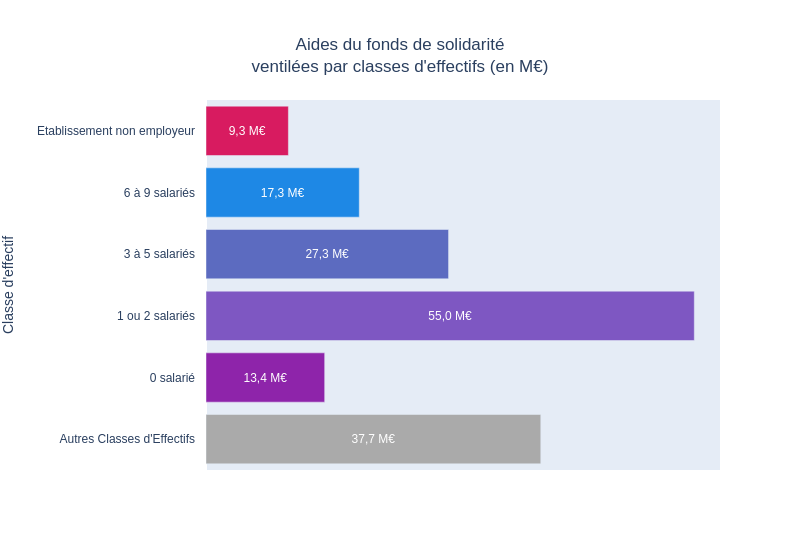 Aides du fonds de solidarité
ventilées par classes d'effectifs (en M€)
Classe d'effectif
Etablissement non employeur
9,3 M€
6 à 9 salariés
17,3 M€
3 à 5 salariés
27,3 M€
1 ou 2 salariés
55,0 M€
0 salarié
13,4 M€
Autres Classes d'Effectifs
37,7 M€